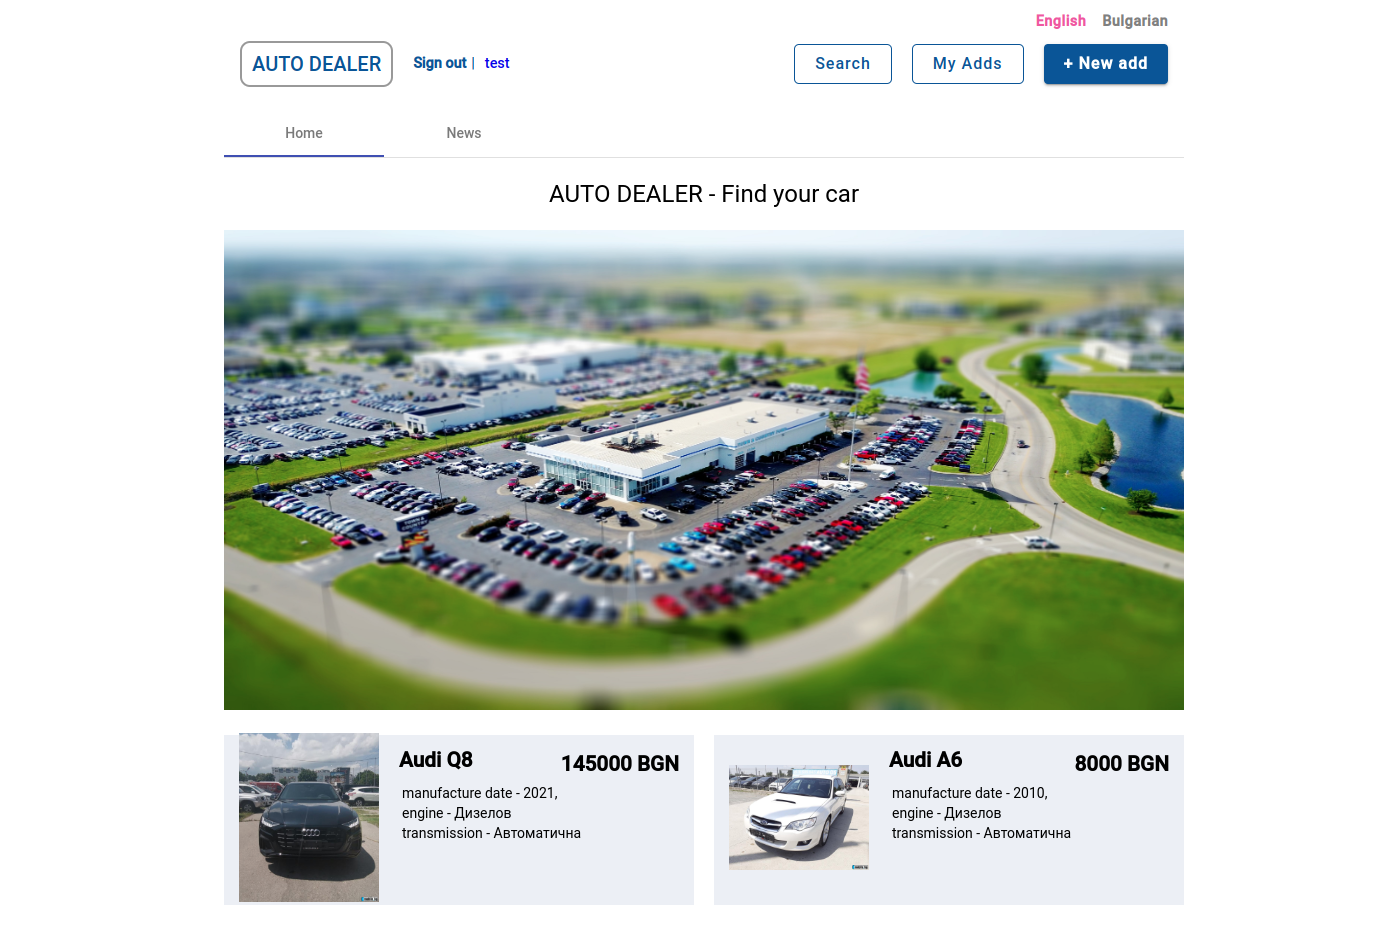 English Bulgarian
AUTO DEALER Sign out | test Search My Adds + New add
Home News
AUTO DEALER - Find your car
TOWN &
COUNTRY
Audi Q8 145000 BGN
manufacture date - 2021,
engine - Дизелов
transmission - Автоматична
Audi A6 8000 BGN
manufacture date - 2010,
engine - Дизелов
transmission - Автоматична